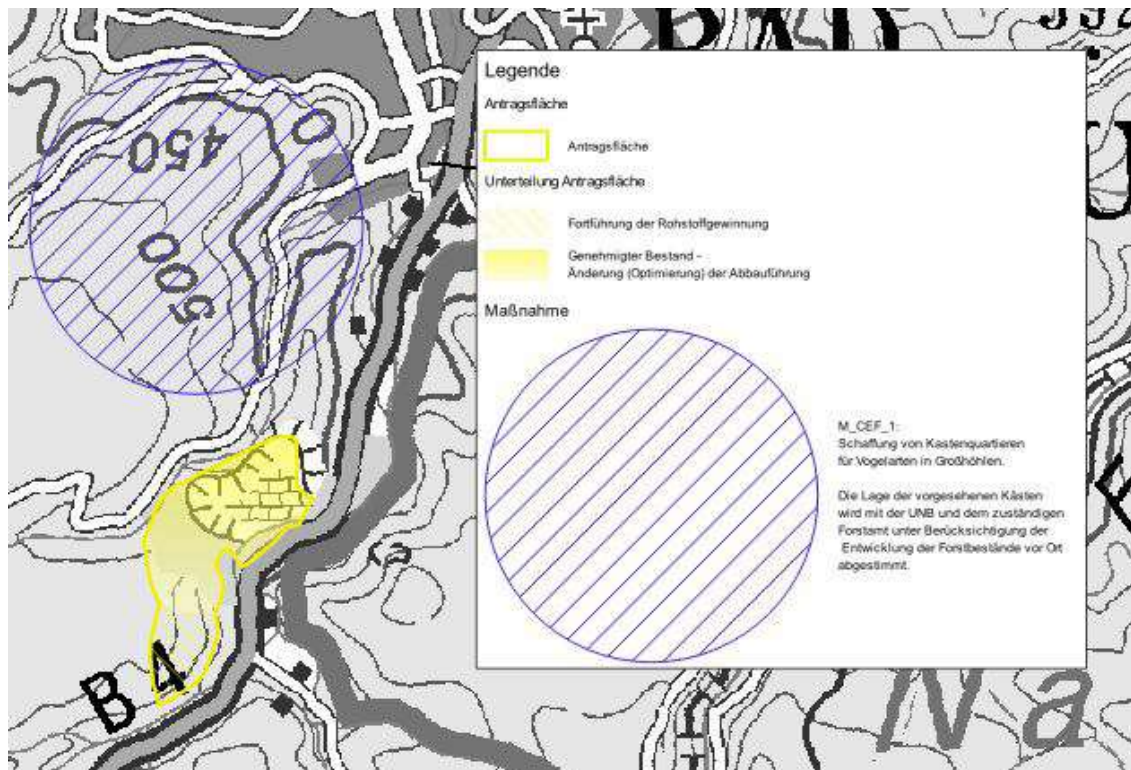 450
0
500
B 4
Na
Legende
Antragsfläche
Antragsfläche
Unterteilung Antragsfläche
Fortführung der Rohstoffgewinnung
Genehmigter Bestand -
Änderung (Optimierung) der Abbauführung
Maßnahme
M_CEF_1:
Schaffung von Kastenquartieren
für Vogelarten in Großhöhlen.
Die Lage der vorgesehenen Kästen
wird mit der UNB und dem zuständigen
Forstamt unter Berücksichtigung der
Entwicklung der Forstbestände vor Ort
abgestimmt.